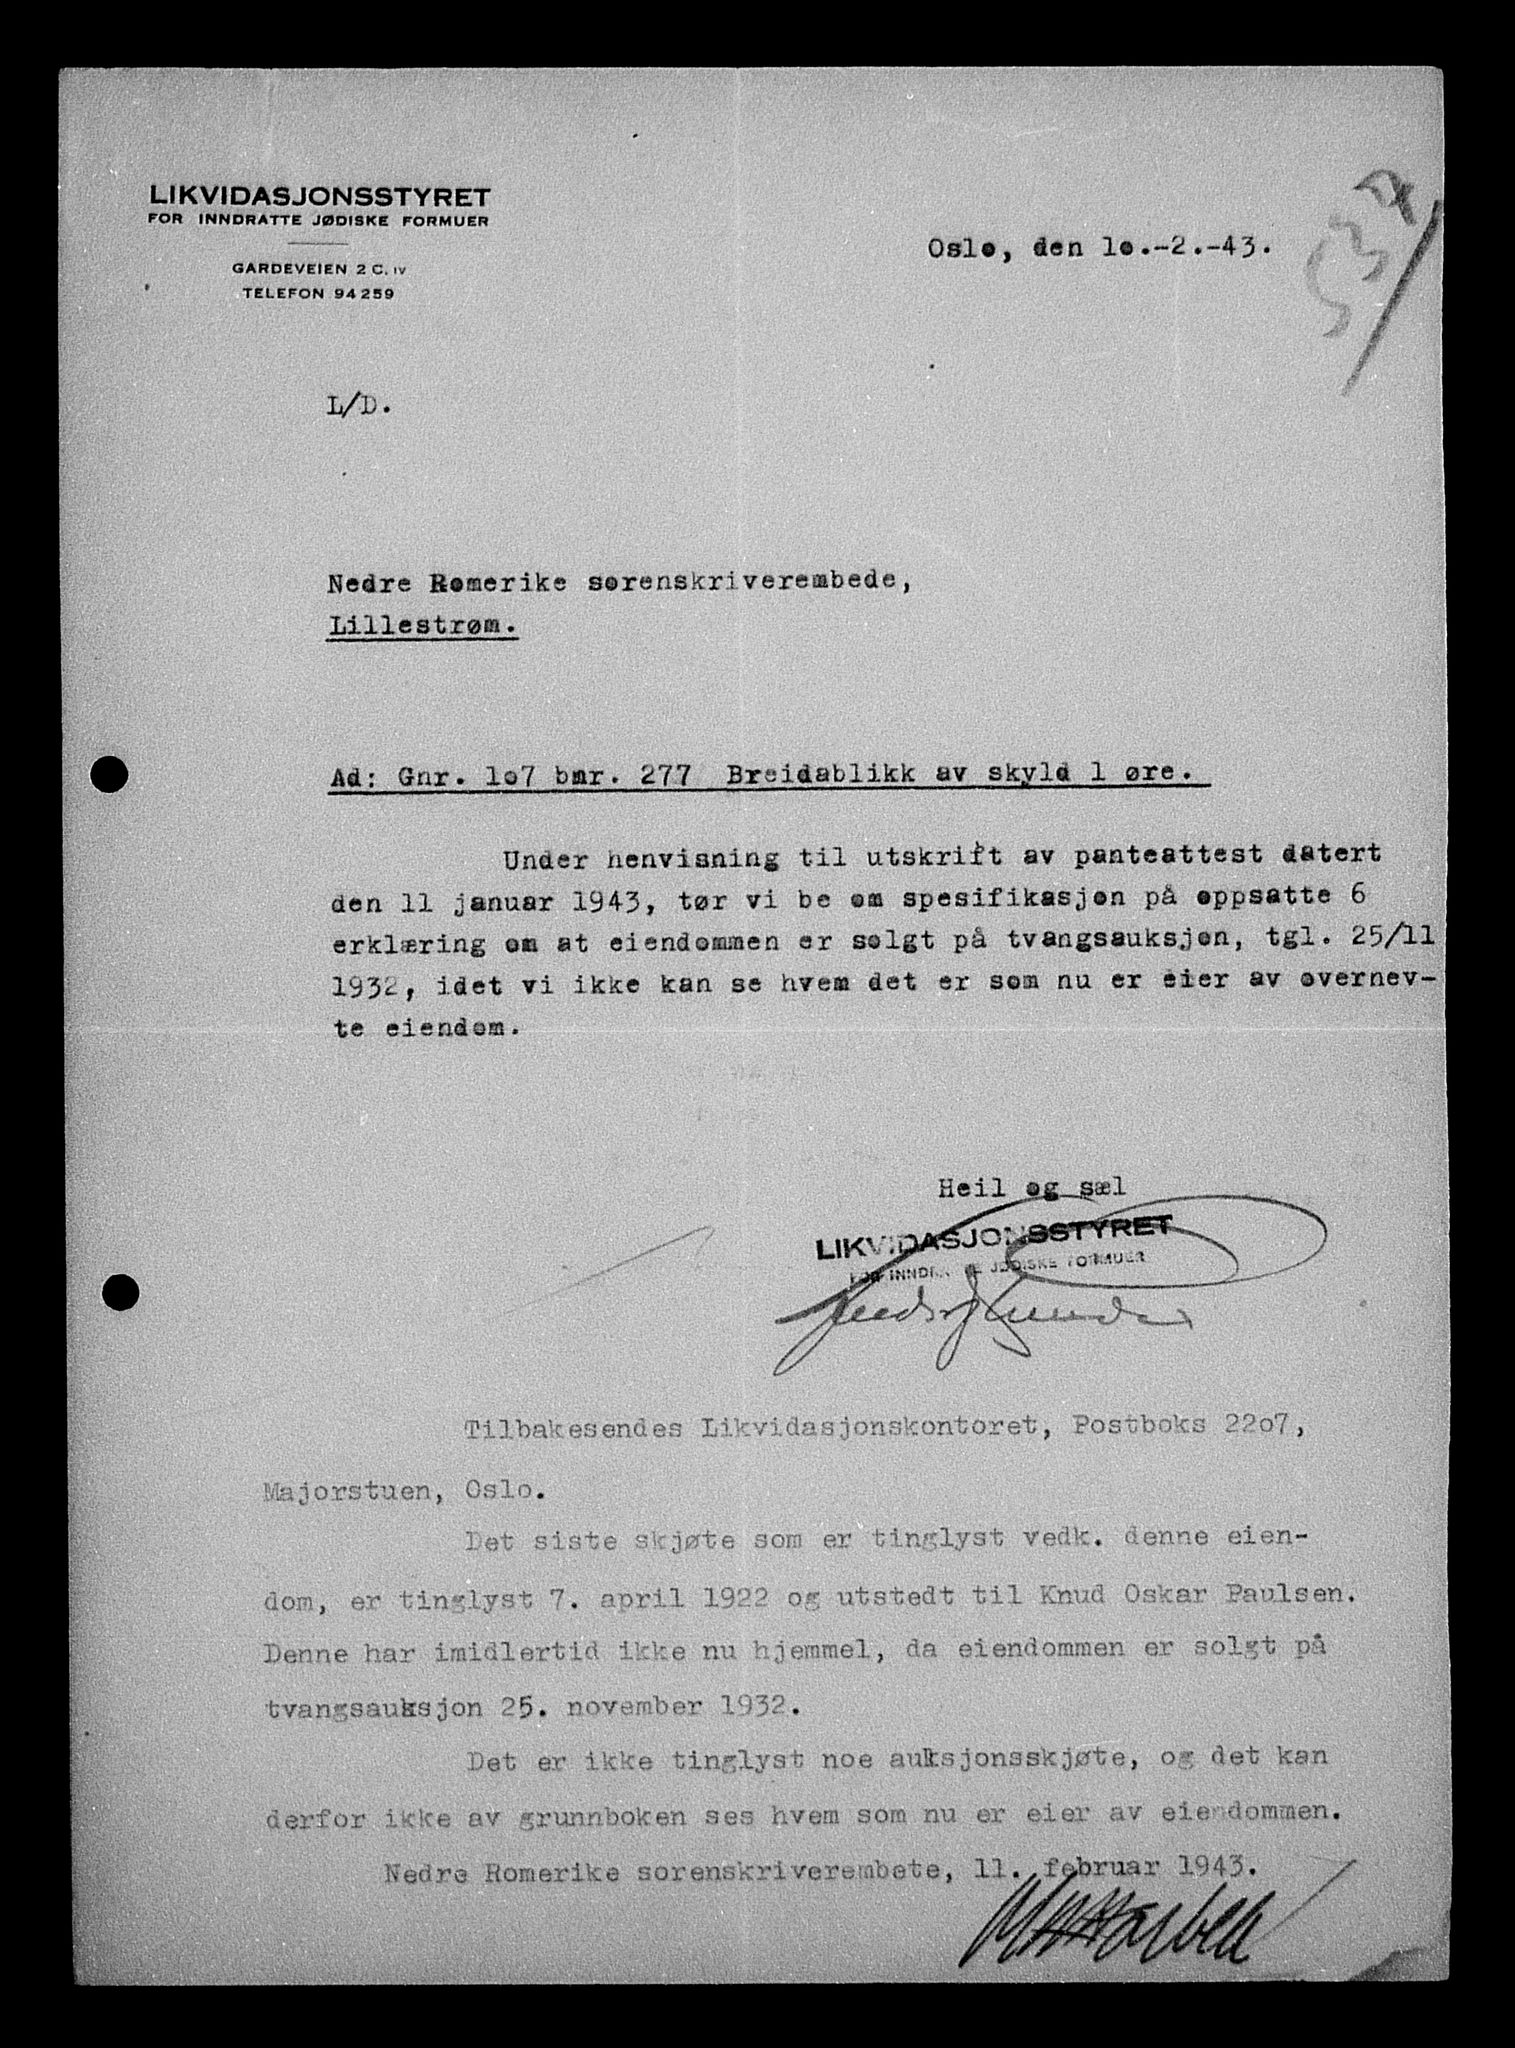 LIKVIDASJONSSTYRET
FOR INNDRATTE JØDISKE FORMUER
GARDEVEIEN 2 C. IV
TELEFON 94259
Oslo, den 1o.-2.-43.
L/D.
Nedre Romerike sorenskriverembede,
Lillestrøm.
Ad: Gnr. 1o7 bnr. 277 Breidablikk av skyld 1 øre.
Under henvisning til utskrift av panteattest datert
den 11 januar 1943, tør vi be om spesifikasjon på oppsatte 6
erklæring om at eiendommen er solgt på tvangsauksjon, tgl. 25/11
1932, idet vi ikke kan se hvem det er som nu er eier av overnev-
te eiendom.
Heil og sæl
LIKVIDASJONSSTYRET
FOR INNDRATTE JØDISKE FORMUER
Tilbakesendes Likvidasjonskontoret, Postboks 22o7,
Majorstuen, Oslo.
Det siste skjøte som er tinglyst vedk. denne eien-
dom, er tinglyst 7. april 1922 og utstedt til Knud Oskar Paulsen.
Denne har imidlertid ikke nu hjemmel, da eiendommen er solgt på
tvangsauksjon 25. november 1932.
Det er ikke tinglyst noe auksjonsskjøte, og det kan
derfor ikke av grunnboken ses hvem som nu er eier av eiendommen.
Nedre Romerike sorenskriverembete, 11. februar 1943.